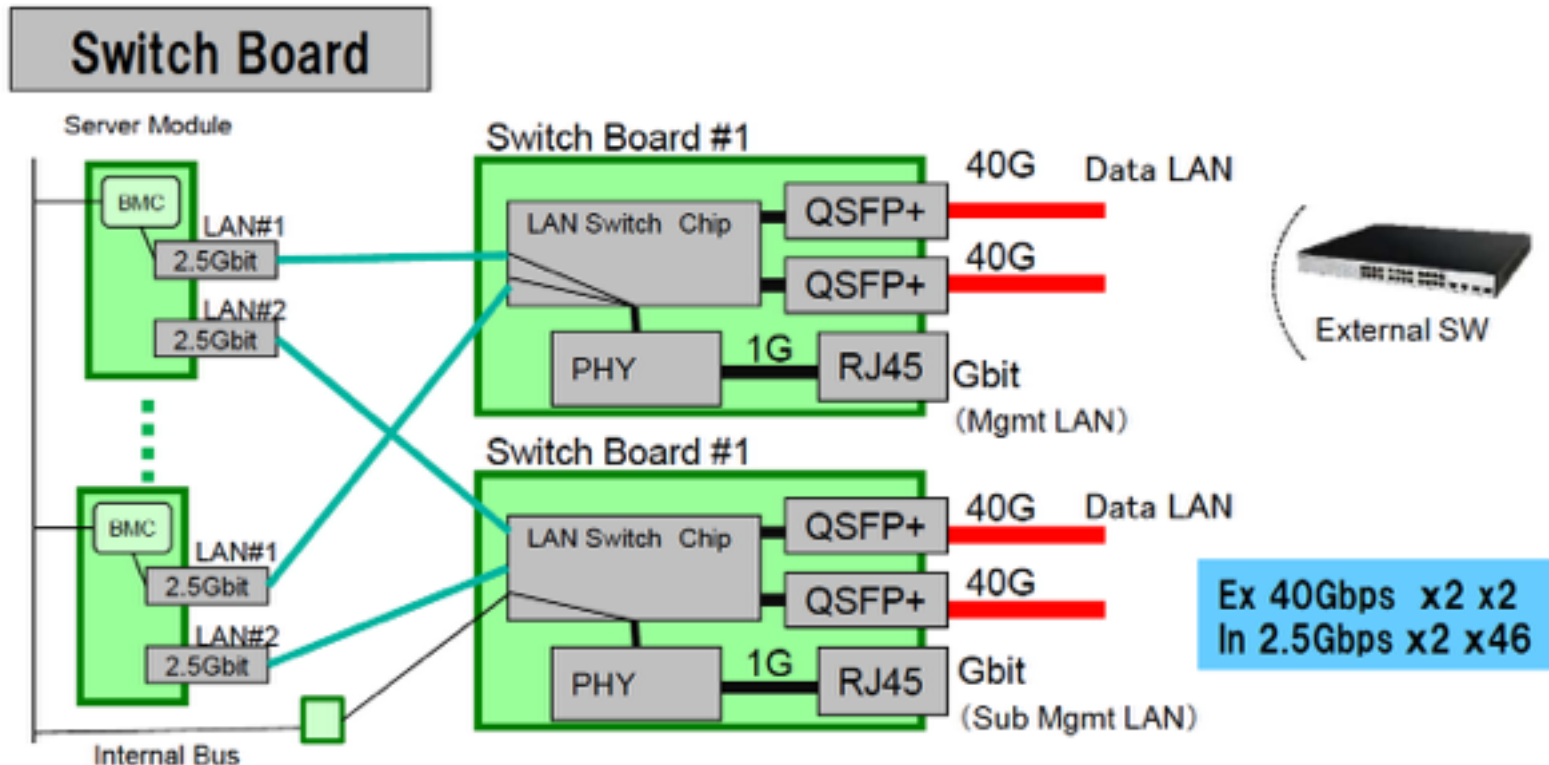 Switch Board
Server Module
BMC
LAN#1
2.5Gbit
LAN#2
2.5Gbit
BMC
LAN#1
2.5Gbit
LAN#2
2.5Gbit
Internal Bus
Switch Board #1
LAN Switch Chip
QSFP+
QSFP+
PHY
1G
RJ45
40G
Data LAN
40G
Gbit
(Mgmt LAN)
Switch Board #1
LAN Switch Chip
QSFP+
QSFP+
PHY
1G
RJ45
40G
Data LAN
40G
Gbit
(Sub Mgmt LAN)
External SW
Ex 40Gbps x2 x2
In 2.5Gbps x2 x46